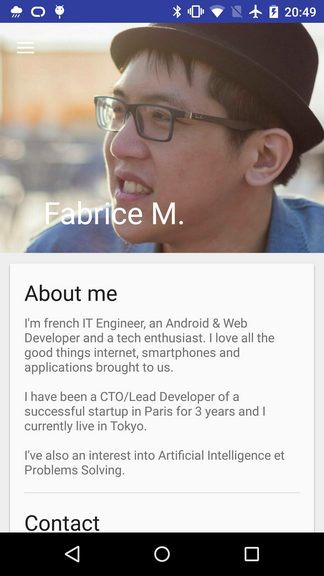 20:49
Fabrice M.
About me
I'm french IT Engineer, an Android & Web
Developer and a tech enthusiast. I love all the
good things internet, smartphones and
applications brought to us.
I have been a CTO/Lead Developer of a
successful startup in Paris for 3 years and I
currently live in Tokyo.
I've also an interest into Artificial Intelligence et
Problems Solving.
Contact